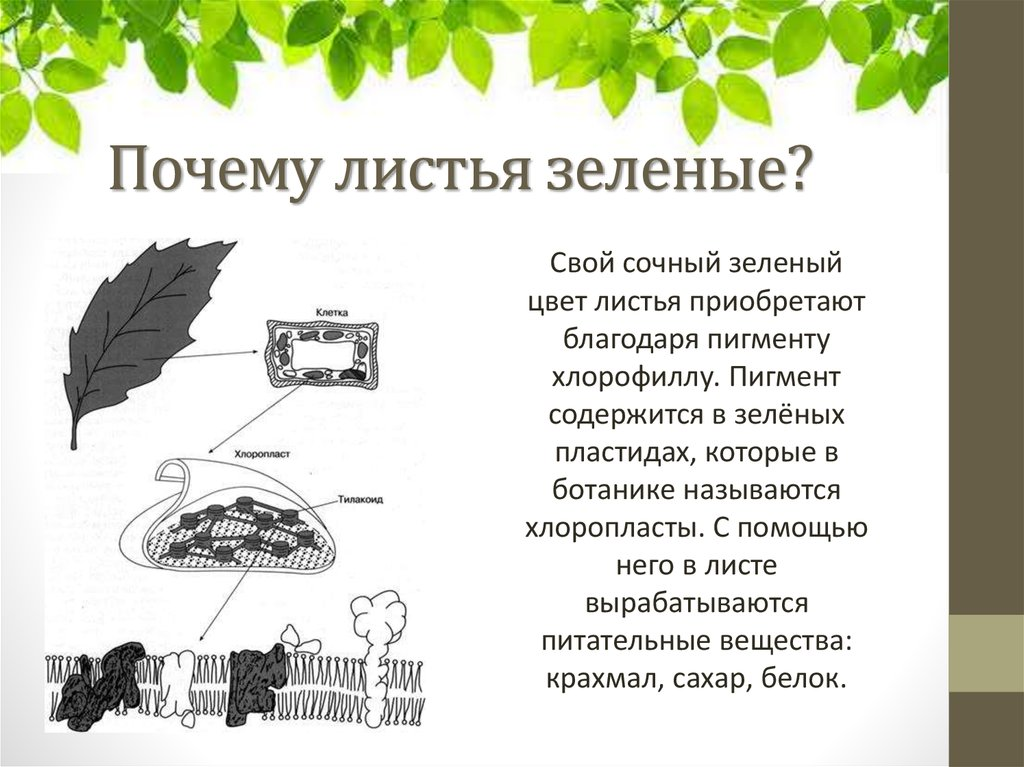 Почему листья зеленые?
Клетка
Хлоропласт
Тилакоид
Свой сочный зеленый
цвет листья приобретают
благодаря пигменту
хлорофиллу. Пигмент
содержится в зелёных
пластидах, которые в
ботанике называются
хлоропласты. С помощью
него в листе
вырабатываются
питательные вещества:
крахмал, сахар, белок.